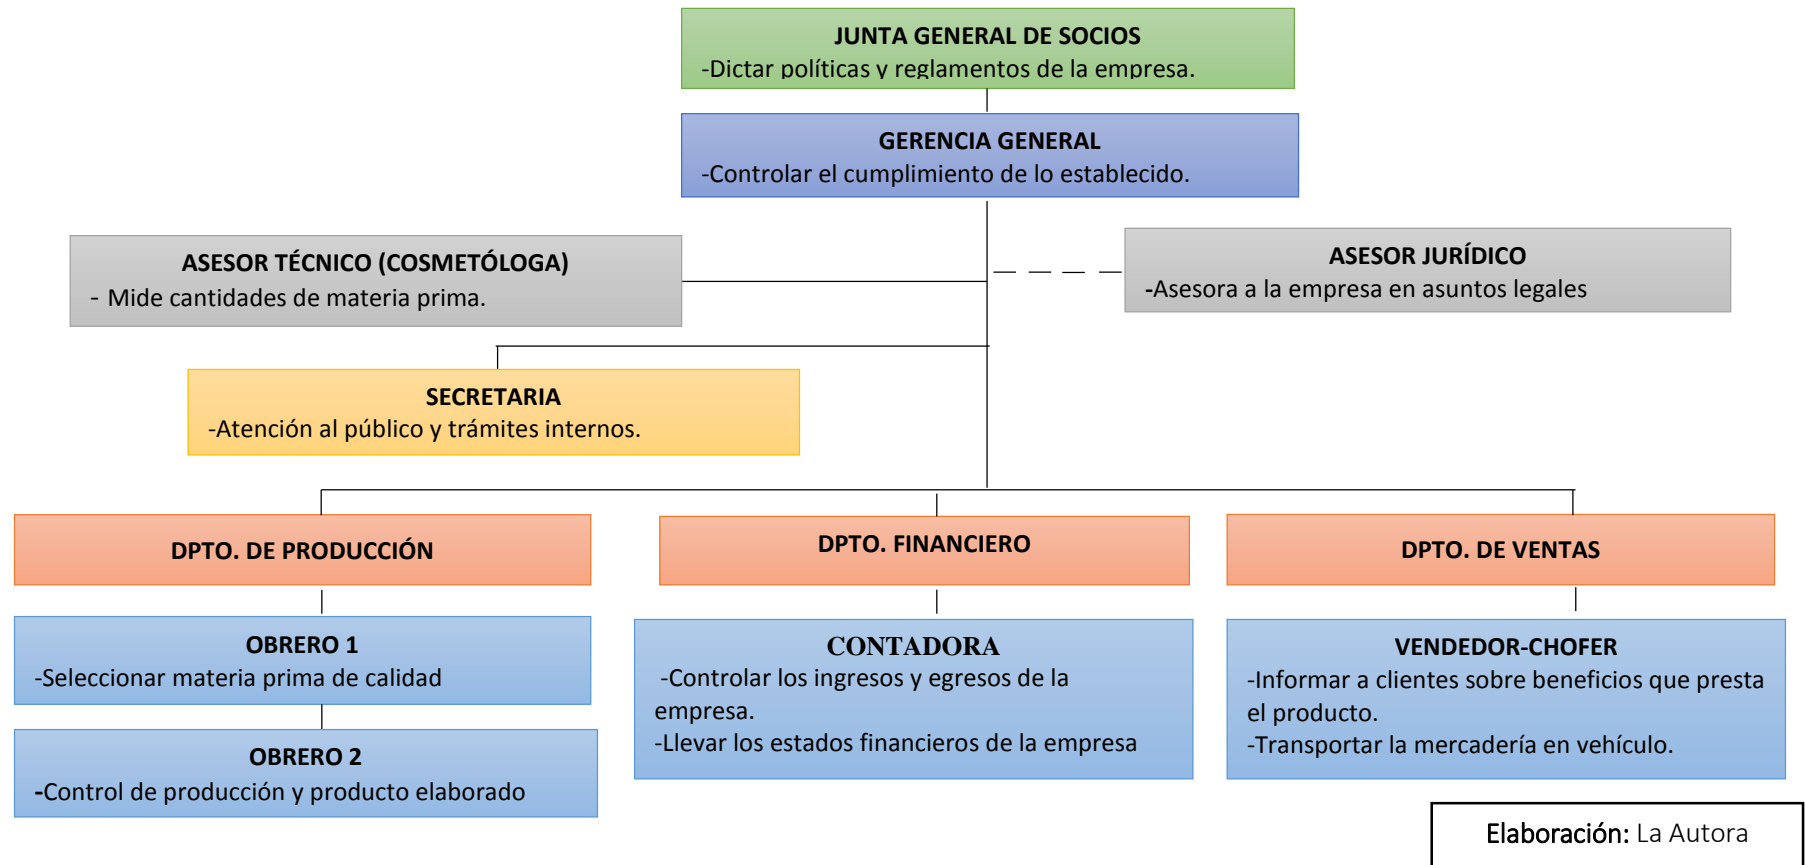 JUNTA GENERAL DE SOCIOS
-Dictar políticas y reglamentos de la empresa.
GERENCIA GENERAL
-Controlar el cumplimiento de lo establecido.
ASESOR TÉCNICO (COSMETÓLOGA)
- Mide cantidades de materia prima.
ASESOR JURÍDICO
-Asesora a la empresa en asuntos legales
SECRETARIA
-Atención al público y trámites internos.
DPTO. DE PRODUCCIÓN
DPTO. FINANCIERO
DPTO. DE VENTAS
OBRERO 1
-Seleccionar materia prima de calidad
OBRERO 2
-Control de producción y producto elaborado
CONTADORA
-Controlar los ingresos y egresos de la
empresa.
-Llevar los estados financieros de la empresa
VENDEDOR-CHOFER
-Informar a clientes sobre beneficios que presta
el producto.
-Transportar la mercadería en vehículo.
Elaboración: La Autora